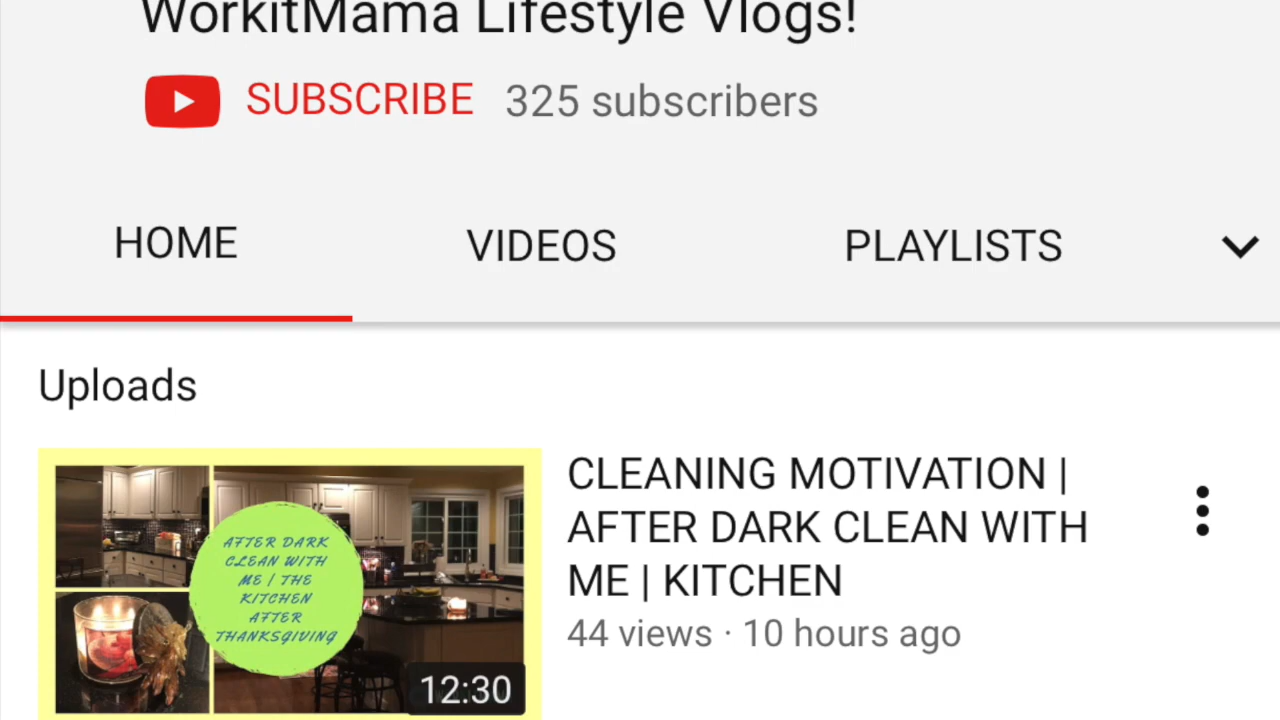 WorkitMama Lifestyle Vlogs!
SUBSCRIBE 325 subscribers
HOME VIDEOS PLAYLISTS
Uploads
CLEANING MOTIVATION |
AFTER DARK CLEAN WITH
ME | KITCHEN
44 views · 10 hours ago
AFTER DARK
CLEAN WITH
ME / THE
KITCHEN
AFTER
THANKSGIVING
12:30